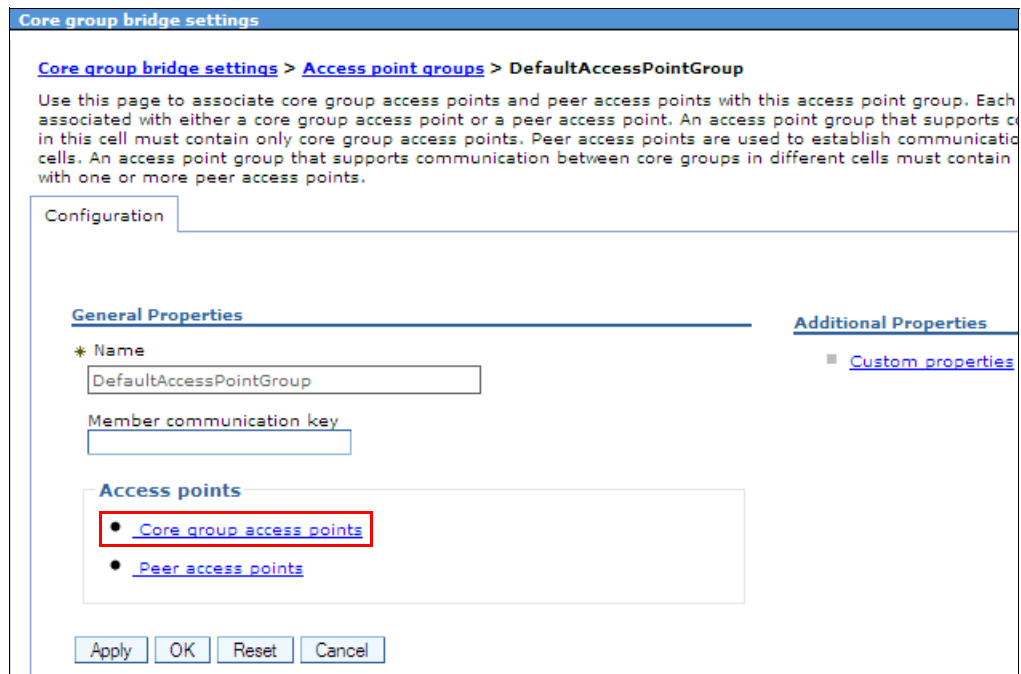 Core group bridge settings
Core group bridge settings > Access point groups > DefaultAccessPointGroup
Use this page to associate core group access points and peer access points with this access point group. Each
associated with either a core group access point or a peer access point. An access point group that supports c
in this cell must contain only core group access points. Peer access points are used to establish communicatio
cells. An access point group that supports communication between core groups in different cells must contain
with one or more peer access points.
Configuration
General Properties
Additional Properties
Name
Custom properties
DefaultAccessPointGroup
Member communication key
Access points
Core group access points
Peer access points
Apply OK Reset Cancel